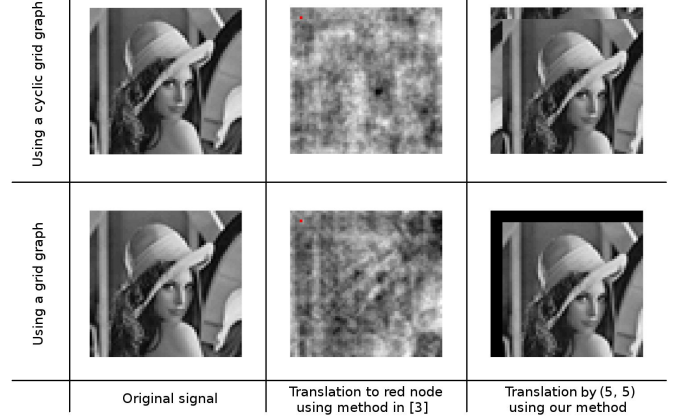 Using a cyclic grid graph
Using a grid graph
Original signal
Translation to red node
using method in [3]
Translation by (5, 5)
using our method